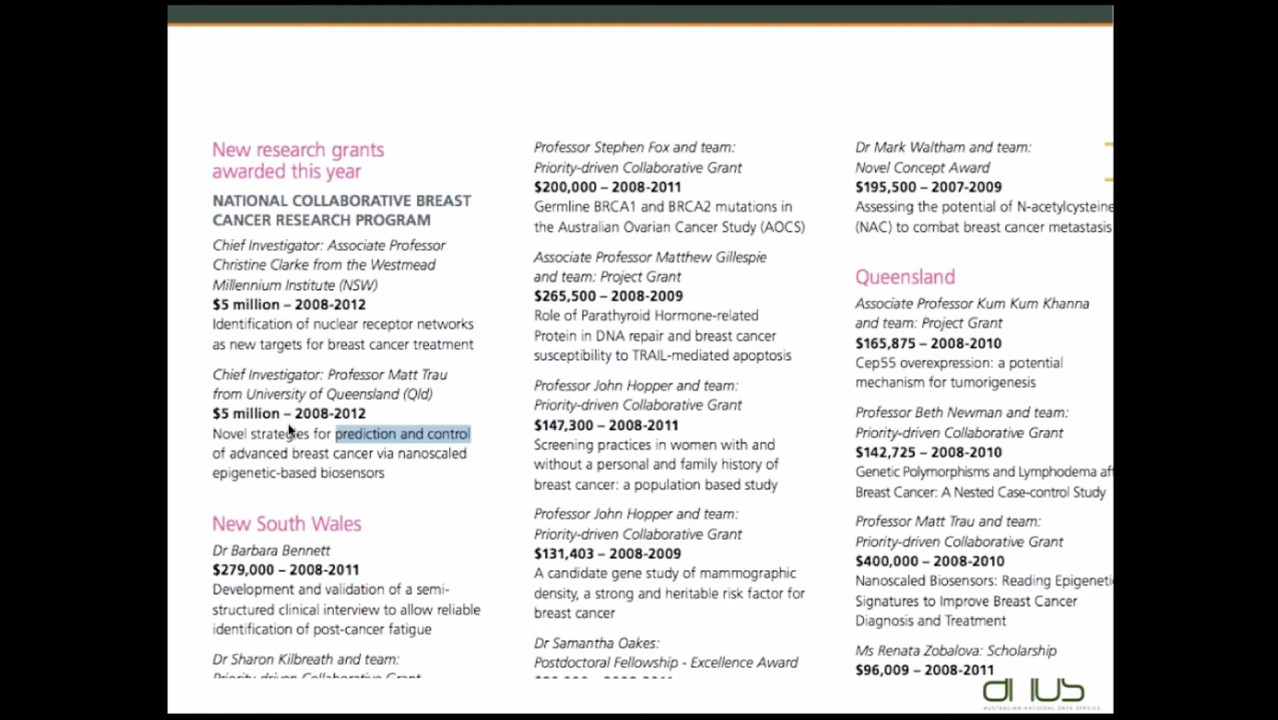 New research grants
awarded this year
NATIONAL COLLABORATIVE BREAST
CANCER RESEARCH PROGRAM
Chief Investigator: Associate Professor
Christine Clarke from the Westmead
Millennium Institute (NSW)
$5 million – 2008-2012
Identification of nuclear receptor networks
as new targets for breast cancer treatment
Chief Investigator: Professor Matt Trau
from University of Queensland (Qld)
$5 million – 2008-2012
Novel strategies for prediction and control
of advanced breast cancer via nanoscaled
epigenetic-based biosensors
New South Wales
Dr Barbara Bennett
$279,000 – 2008-2011
Development and validation of a semi-
structured clinical interview to allow reliable
identification of post-cancer fatigue
Dr Sharon Kilbreath and team:
Priority-driven Collaborative Grant
Professor Stephen Fox and team:
Priority-driven Collaborative Grant
$200,000 – 2008-2011
Germline BRCA1 and BRCA2 mutations in
the Australian Ovarian Cancer Study (AOCS)
Associate Professor Matthew Gillespie
and team: Project Grant
$265,500 – 2008-2009
Role of Parathyroid Hormone-related
Protein in DNA repair and breast cancer
susceptibility to TRAIL-mediated apoptosis
Professor John Hopper and team:
Priority-driven Collaborative Grant
$147,300 – 2008-2011
Screening practices in women with and
without a personal and family history of
breast cancer: a population based study
Professor John Hopper and team:
Priority-driven Collaborative Grant
$131,403 – 2008-2009
A candidate gene study of mammographic
density, a strong and heritable risk factor for
breast cancer
Dr Samantha Oakes:
Postdoctoral Fellowship - Excellence Award
Dr Mark Waltham and team:
Novel Concept Award
$195,500 – 2007-2009
Assessing the potential of N-acetylcysteine
(NAC) to combat breast cancer metastasis
Queensland
Associate Professor Kum Kum Khanna
and team: Project Grant
$165,875 – 2008-2010
Cep55 overexpression: a potential
mechanism for tumorigenesis
Professor Beth Newman and team:
Priority-driven Collaborative Grant
$142,725 – 2008-2010
Genetic Polymorphisms and Lymphodema af
Breast Cancer: A Nested Case-control Study
Professor Matt Trau and team:
Priority-driven Collaborative Grant
$400,000 – 2008-2010
Nanoscaled Biosensors: Reading Epigeneti
Signatures to Improve Breast Cancer
Diagnosis and Treatment
Ms Renata Zobalova: Scholarship
$96,009 – 2008-2011
AUSTRALIAN NATIONAL DATA SERVICE